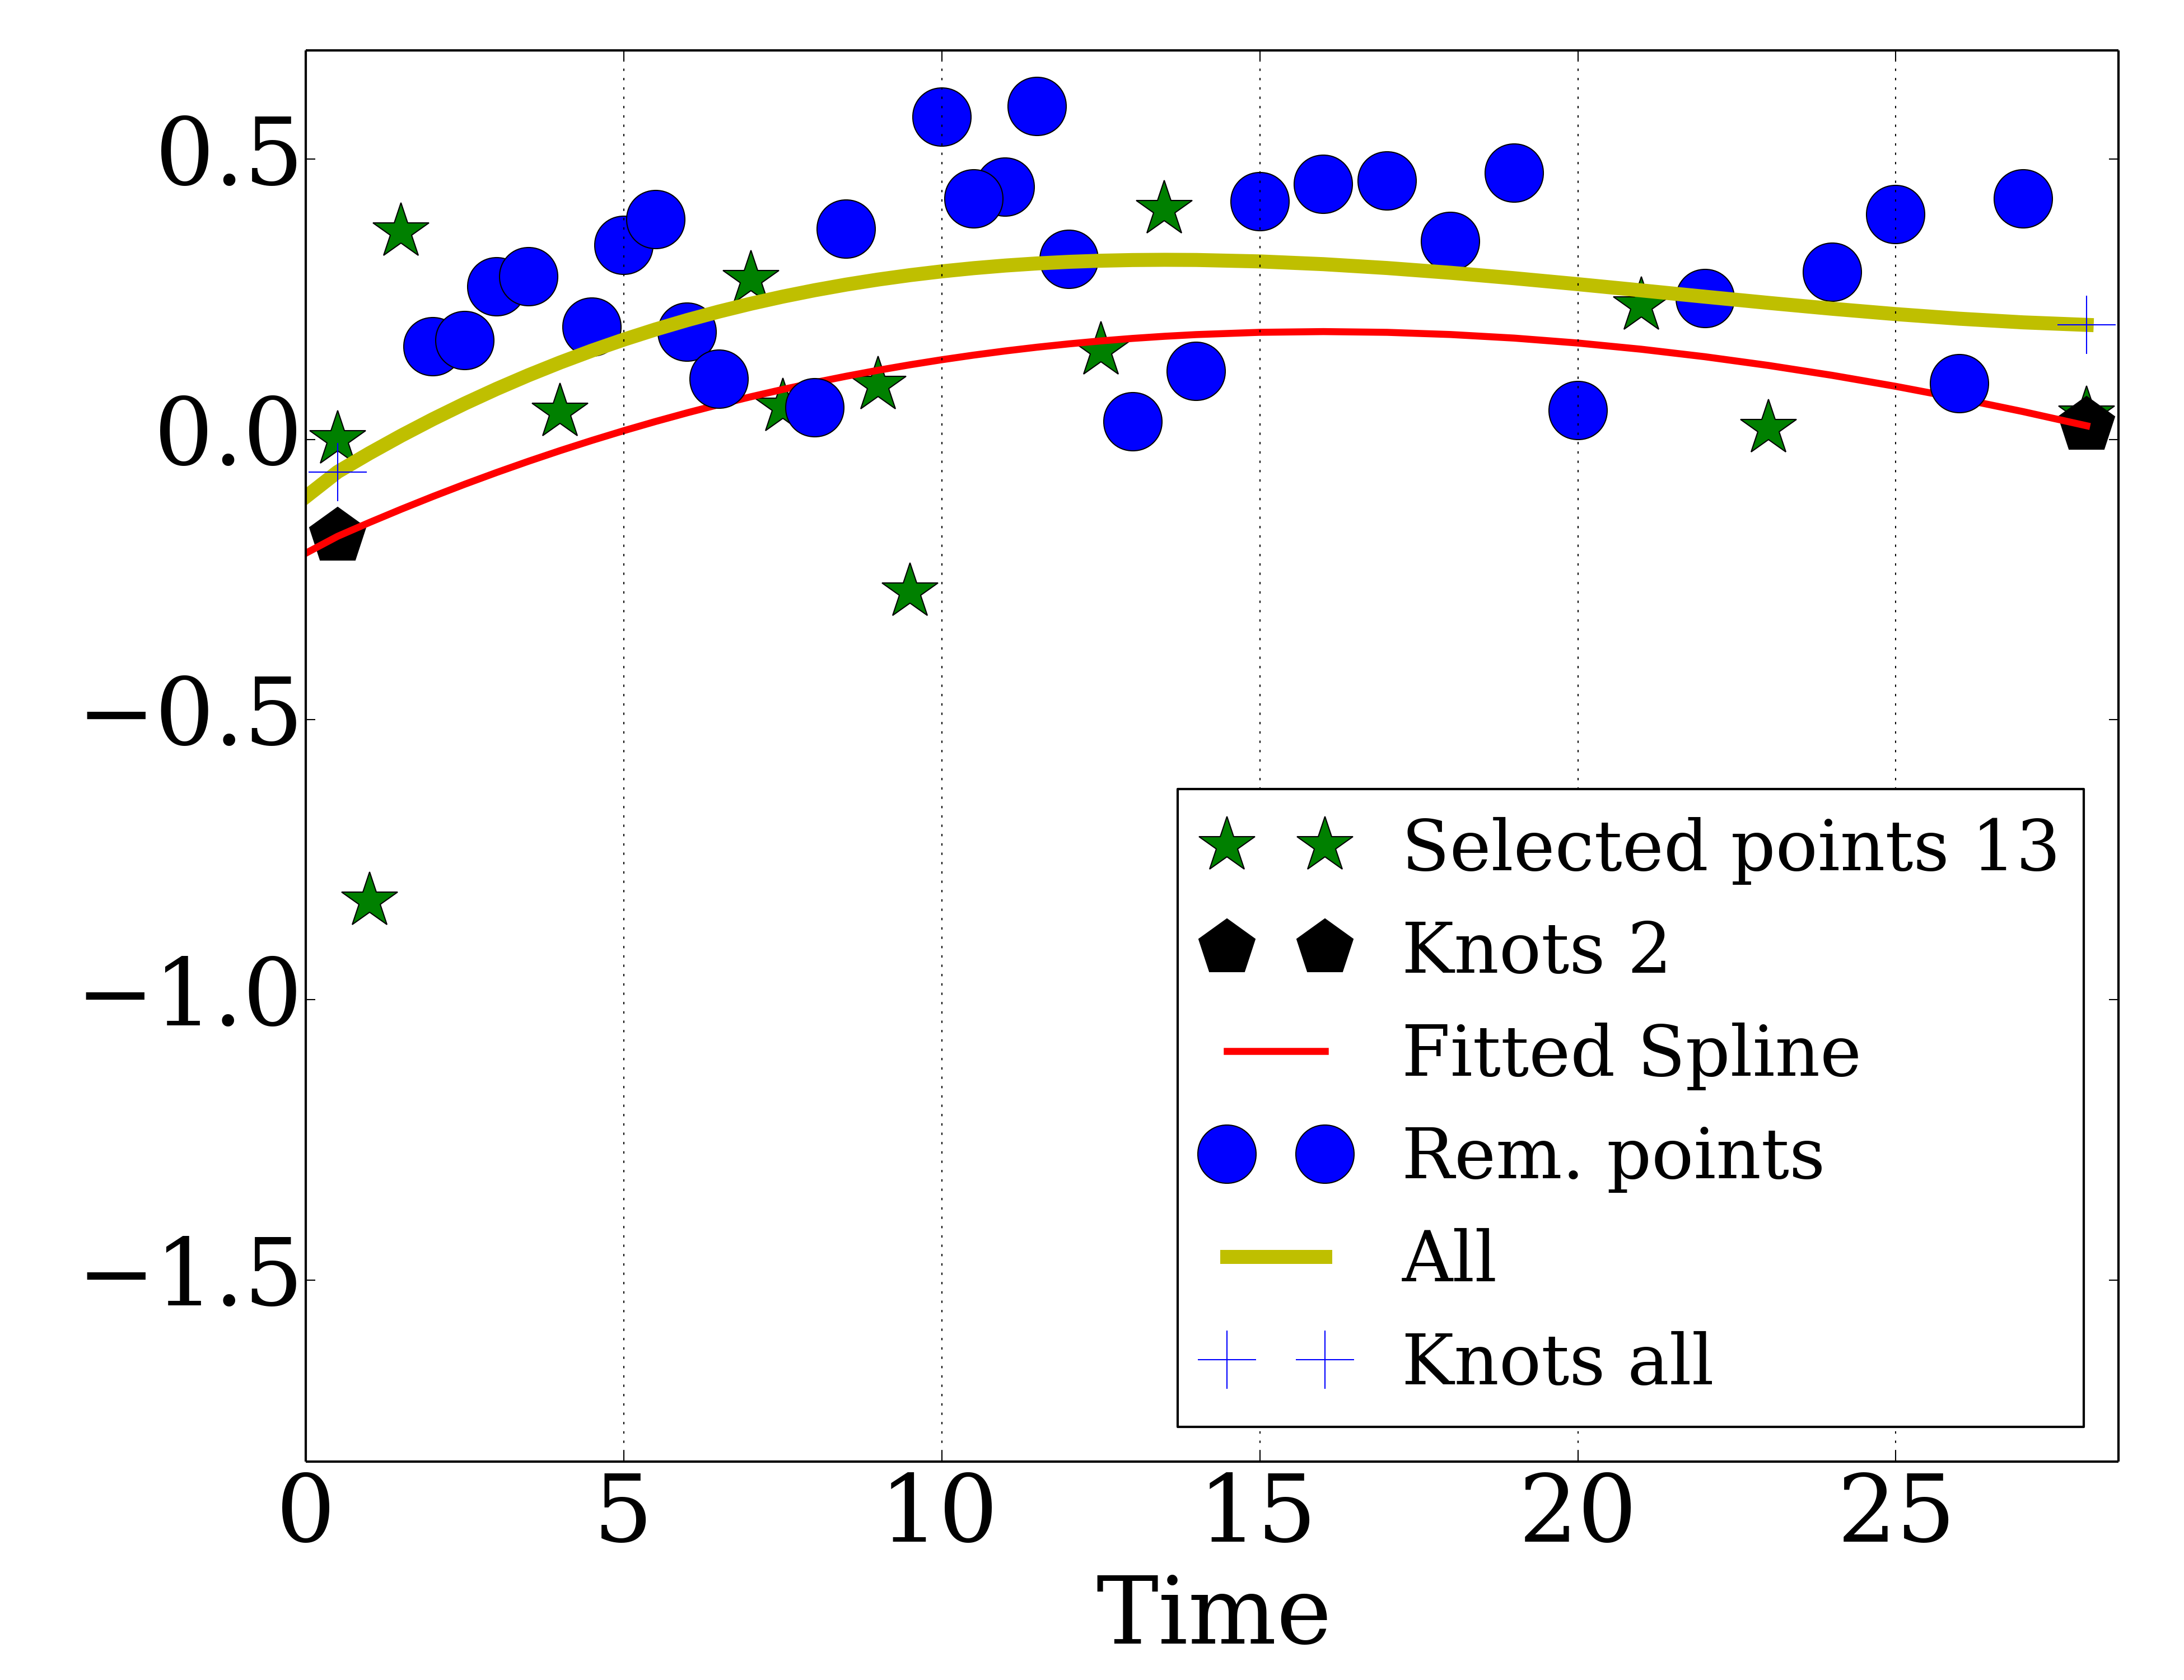 0.5
0.0
−0.5
−1.0
−1.5
Selected points 13
Knots 2
Fitted Spline
Rem. points
All
Knots all
0 5 10 15 20 25
Time